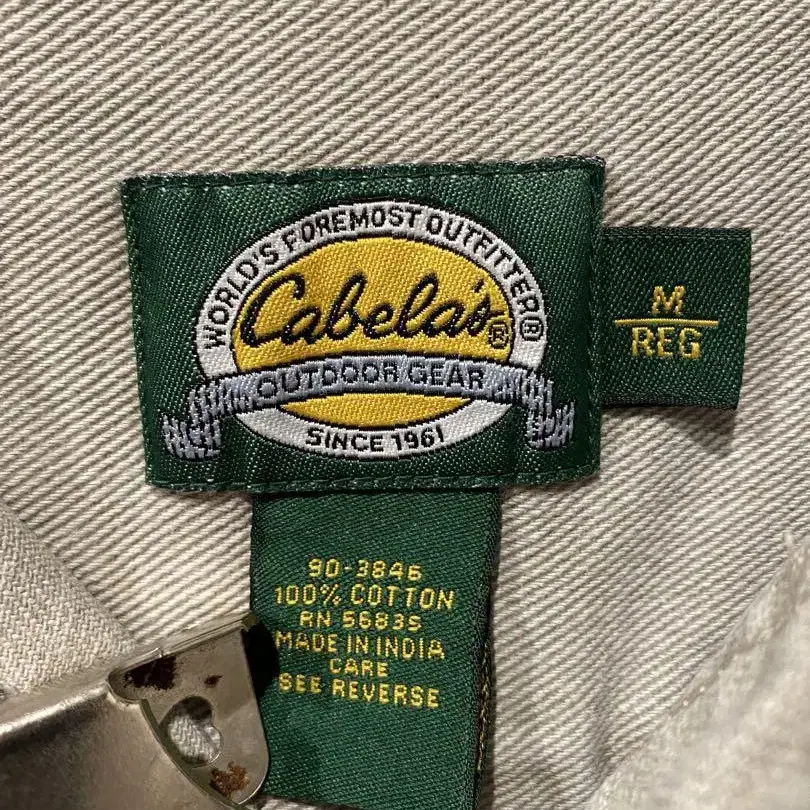 WORLD'S FOREMOST OUTFITTER®
Cabela's®
OUTDOOR GEAR
SINCE 1961
M
REG
90-3846
100% COTTON
RN 56835
MADE IN INDIA
CARE
SEE REVERSE